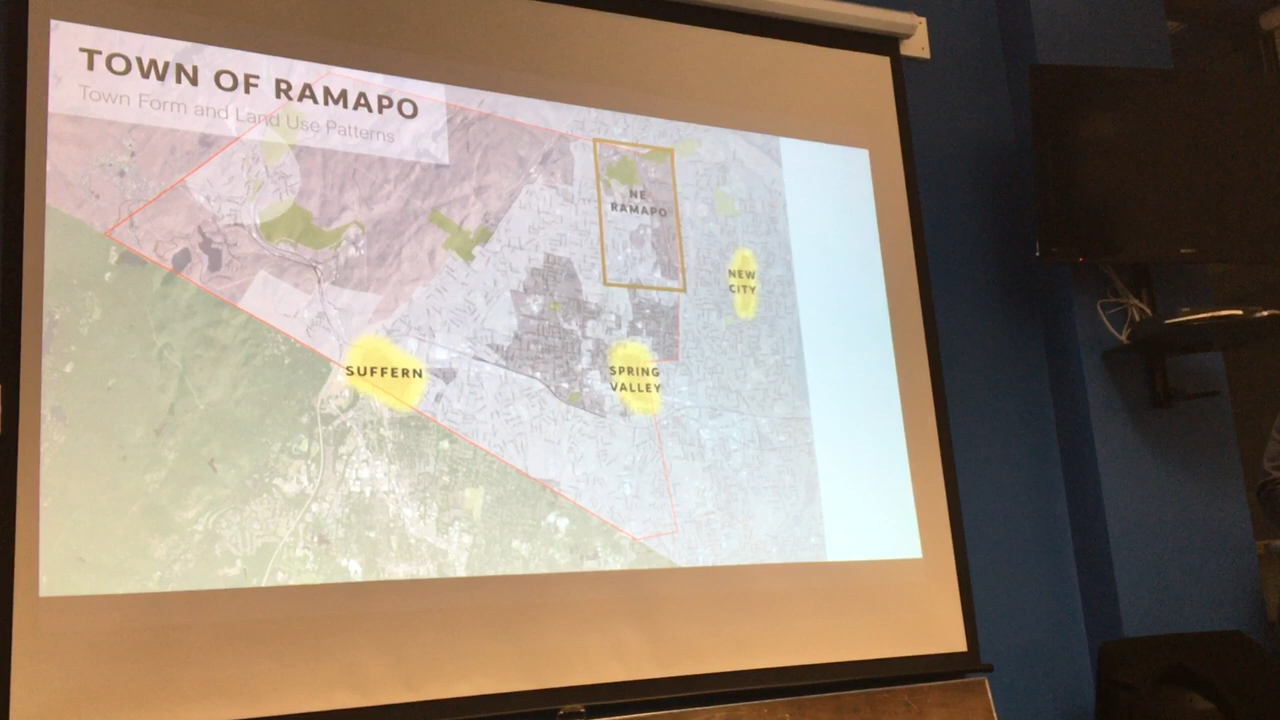 TOWN OF RAMAPO
Town Form and Land Use Patterns
NE
RAMAPO
NEW
CITY
SUFFERN
SPRING
VALLEY